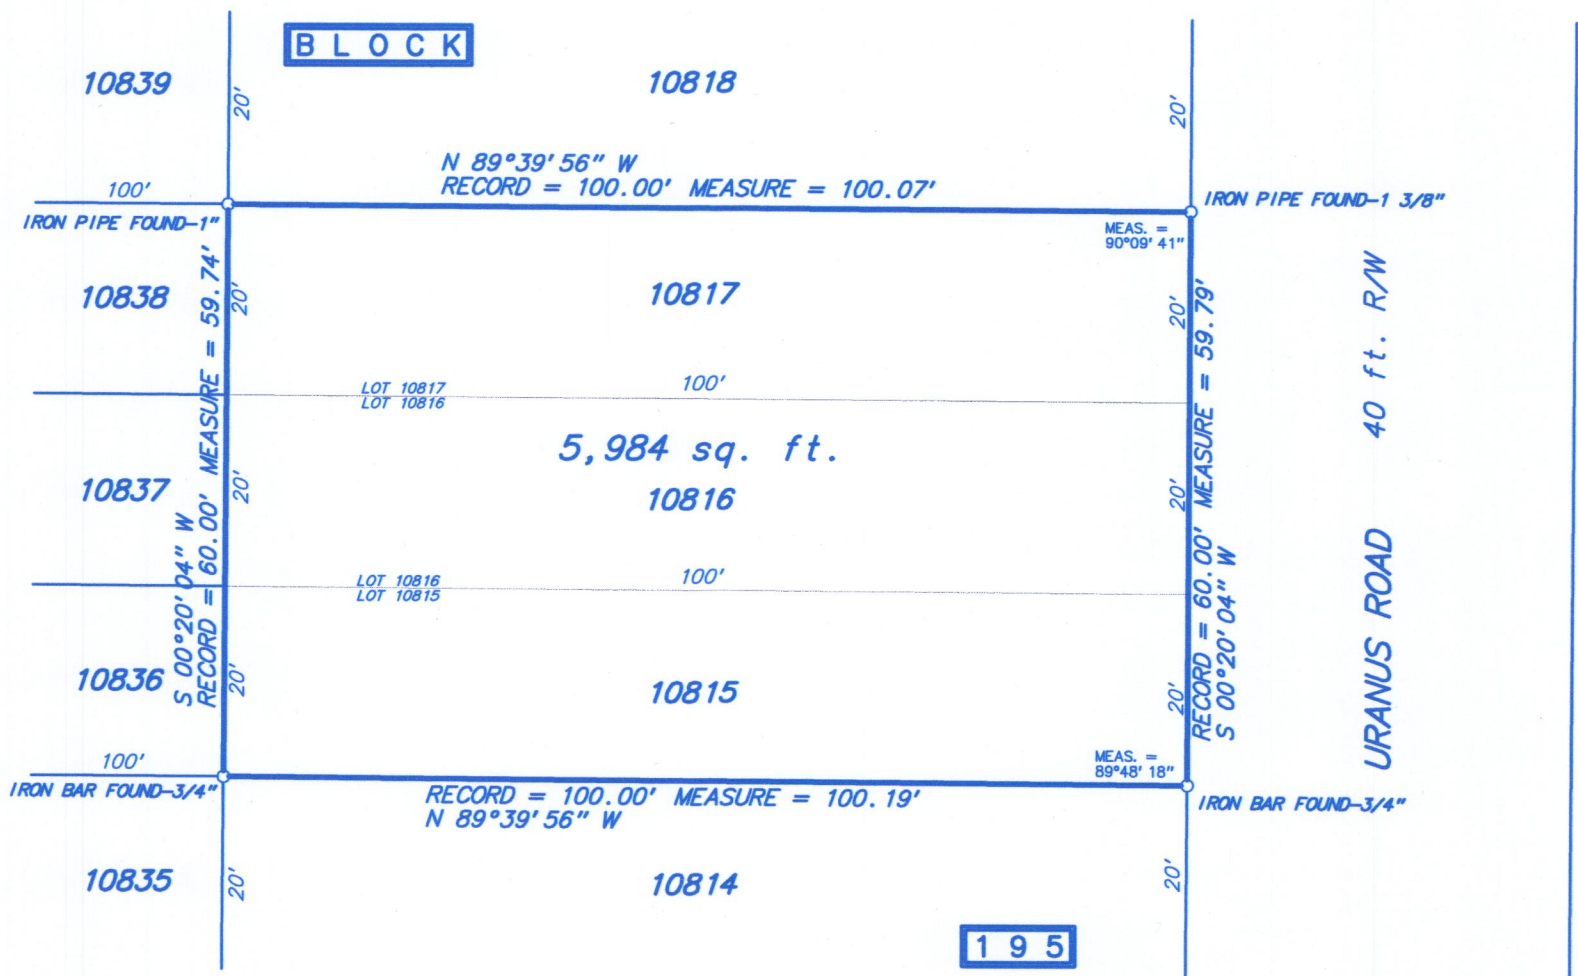 B L O C K
10839
20'
10818
20'
N 89°39'56" W
RECORD = 100.00' MEASURE = 100.07'
100'
IRON PIPE FOUND-1"
IRON PIPE FOUND-1 3/8"
MEAS. =
90°09'41"
10838
20'
10817
20'
S 00°20'04" W
RECORD = 60.00' MEASURE = 59.74'
RECORD = 60.00' MEASURE = 59.79'
S 00°20'04" W
40 ft. R/W
URANUS ROAD
LOT 10817
LOT 10816
100'
5,984 sq. ft.
10837
20'
10816
20'
LOT 10816
LOT 10815
100'
10836
20'
10815
20'
MEAS. =
89°48'18"
100'
IRON BAR FOUND-3/4"
IRON BAR FOUND-3/4"
RECORD = 100.00' MEASURE = 100.19'
N 89°39'56" W
10835
20'
10814
20'
1 9 5